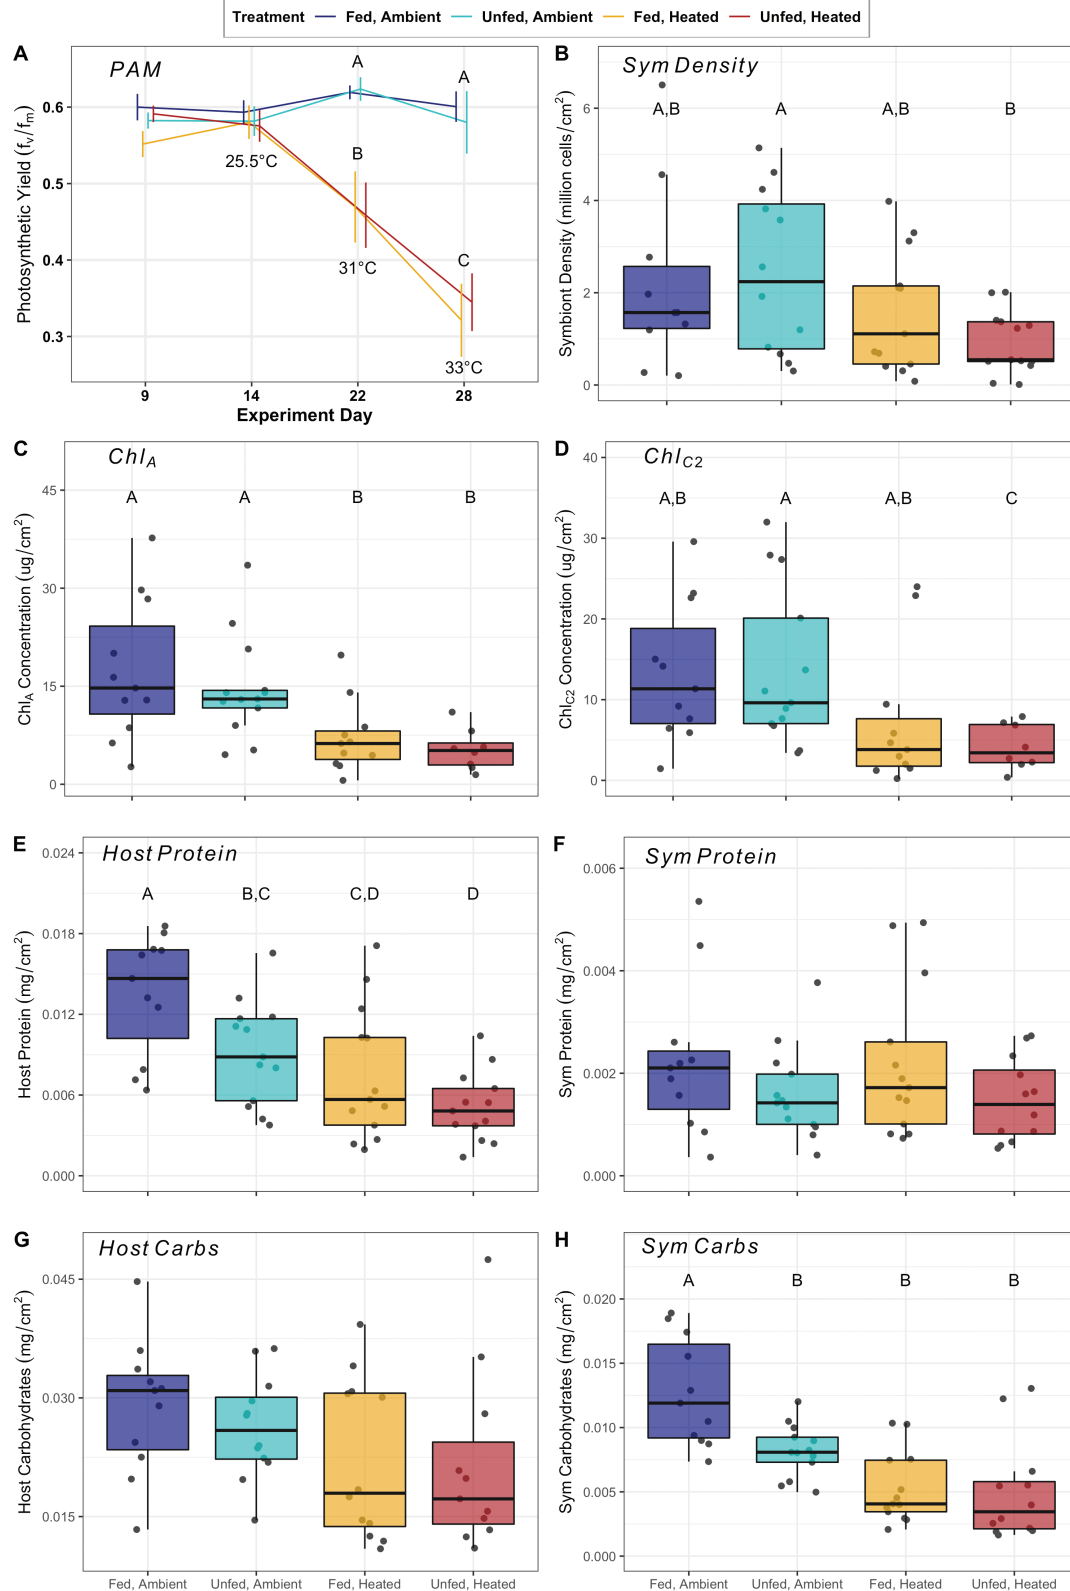 Treatment Fed, Ambient Unfed, Ambient Fed, Heated Unfed, Heated
A
PAM
Photosynthetic Yield (fv/fm)
0.6
0.5
0.4
0.3
A
A
25.5°C
B
31°C
C
33°C
9 14 22 28
Experiment Day
B
Sym Density
Symbiont Density (million cells/cm²)
6
4
2
0
A,B A A,B B
C
ChlA
ChlA Concentration (ug/cm²)
45
30
15
0
A A B B
D
ChlC2
ChlC2 Concentration (ug/cm²)
40
30
20
10
0
A,B A A,B C
E
Host Protein
Host Protein (mg/cm²)
0.024
0.018
0.012
0.006
0.000
A B,C C,D D
F
Sym Protein
Sym Protein (mg/cm²)
0.006
0.004
0.002
0.000
G
Host Carbs
Host Carbohydrates (mg/cm²)
0.045
0.030
0.015
Fed, Ambient Unfed, Ambient Fed, Heated Unfed, Heated
H
Sym Carbs
Sym Carbohydrates (mg/cm²)
0.020
0.015
0.010
0.005
0.000
A B B B
Fed, Ambient Unfed, Ambient Fed, Heated Unfed, Heated